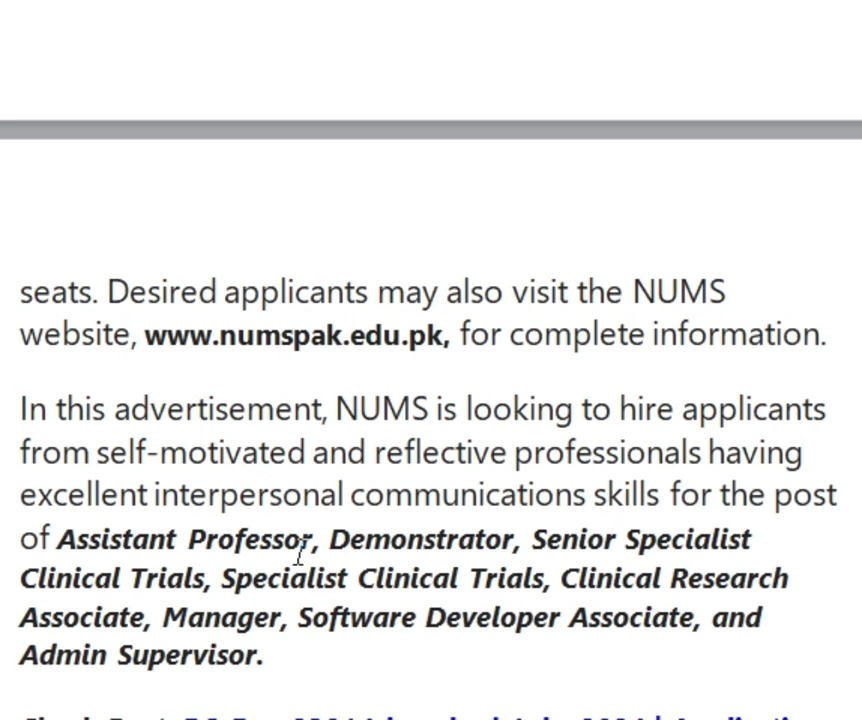 seats. Desired applicants may also visit the NUMS
website, www.numspak.edu.pk, for complete information.
In this advertisement, NUMS is looking to hire applicants
from self-motivated and reflective professionals having
excellent interpersonal communications skills for the post
of Assistant Professor, Demonstrator, Senior Specialist
Clinical Trials, Specialist Clinical Trials, Clinical Research
Associate, Manager, Software Developer Associate, and
Admin Supervisor.